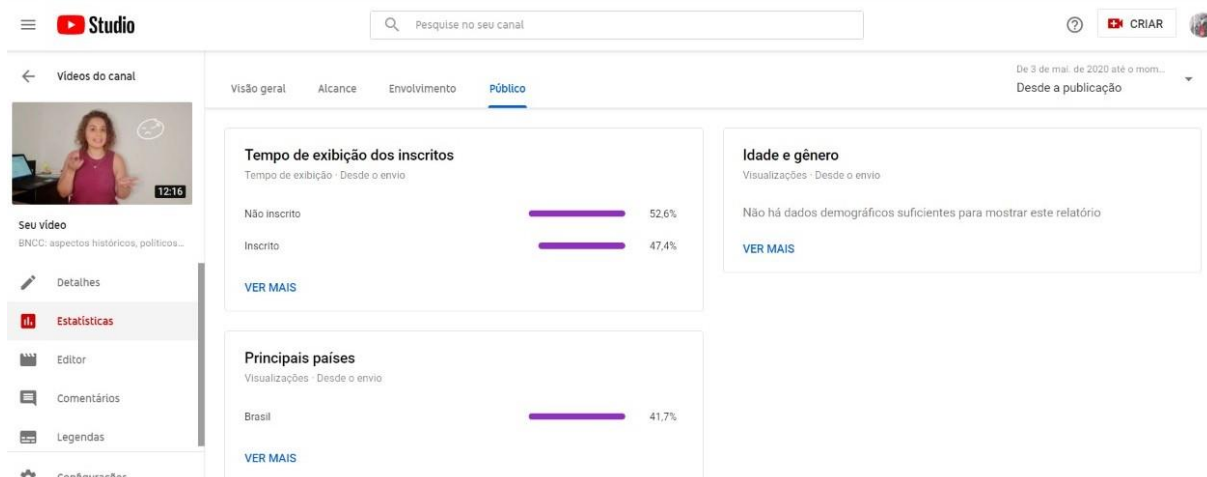 Studio
Pesquise no seu canal
CRIAR
Vídeos do canal
12:16
Seu vídeo
BNCC: aspectos históricos, políticos...
Detalhes
Estatísticas
Editor
Comentários
Legendas
Configurações
Visão geral
Alcance
Envolvimento
Público
De 3 de mai. de 2020 até o mom...
Desde a publicação
Tempo de exibição dos inscritos
Tempo de exibição · Desde o envio
Não inscrito 52,6%
Inscrito 47,4%
VER MAIS
Idade e gênero
Visualizações · Desde o envio
Não há dados demográficos suficientes para mostrar este relatório
VER MAIS
Principais países
Visualizações · Desde o envio
Brasil 41,7%
VER MAIS